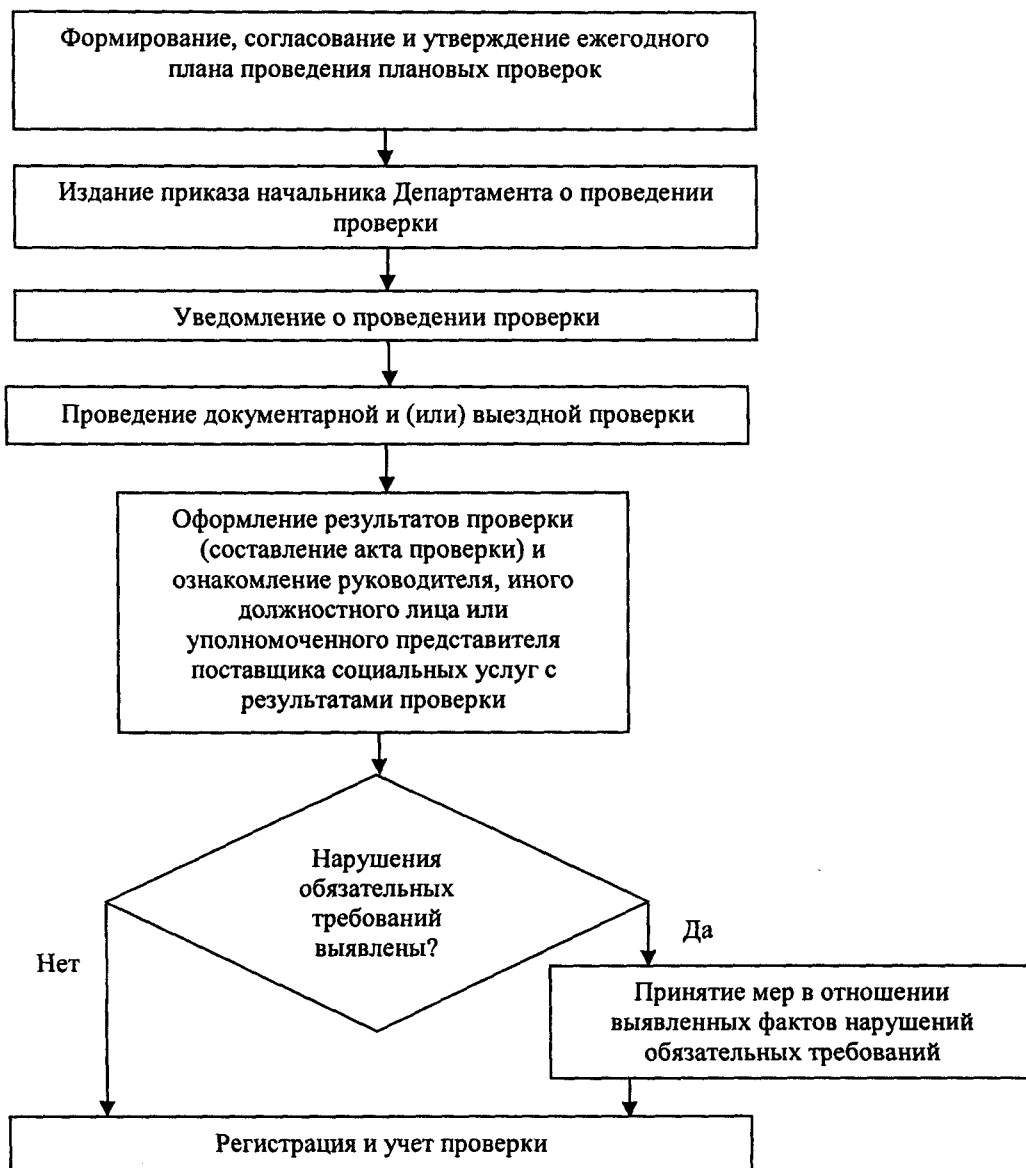 Формирование, согласование и утверждение ежегодного
плана проведения плановых проверок
Издание приказа начальника Департамента о проведении
проверки
Уведомление о проведении проверки
Проведение документарной и (или) выездной проверки
Оформление результатов проверки
(составление акта проверки) и
ознакомление руководителя, иного
должностного лица или
уполномоченного представителя
поставщика социальных услуг с
результатами проверки
Нарушения
обязательных
требований
выявлены?
Нет
Да
Принятие мер в отношении
выявленных фактов нарушений
обязательных требований
Регистрация и учет проверки